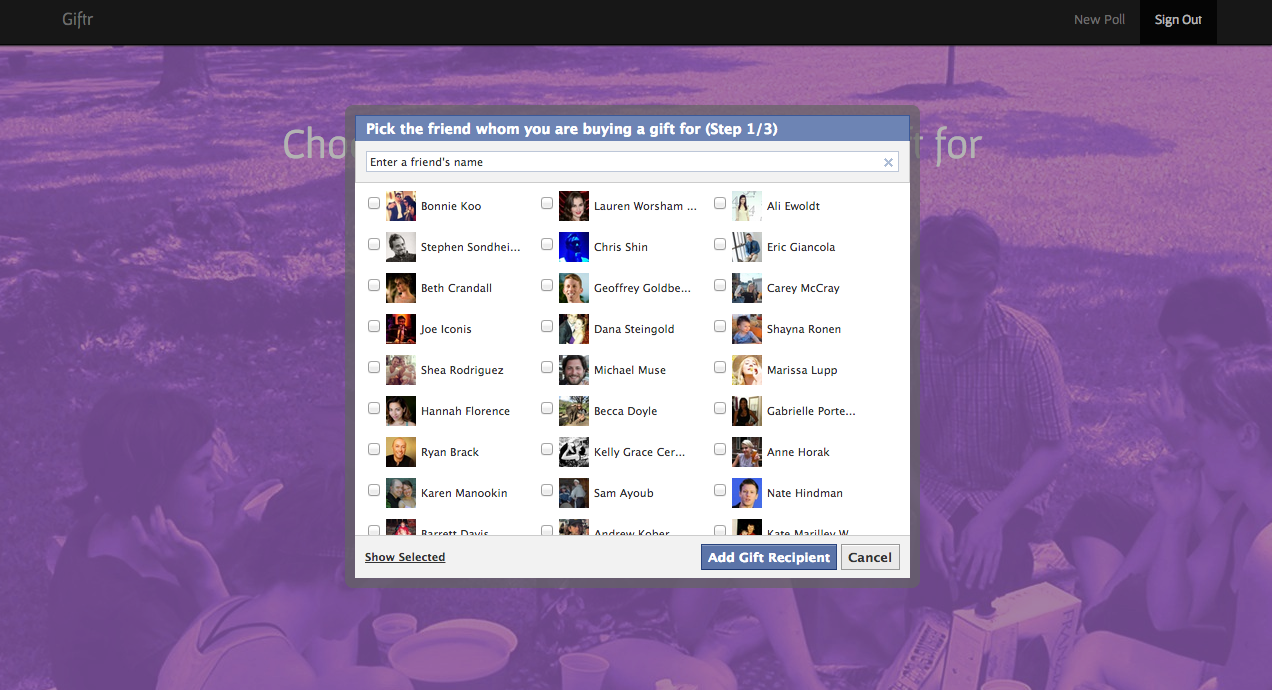 Giftr
New Poll
Sign Out
Cho
t for
Pick the friend whom you are buying a gift for (Step 1/3)
Enter a friend's name
Bonnie Koo
Lauren Worsham ...
Ali Ewoldt
Stephen Sondhei...
Chris Shin
Eric Giancola
Beth Crandall
Geoffrey Goldbe...
Carey McCray
Joe Iconis
Dana Steingold
Shayna Ronen
Shea Rodriguez
Michael Muse
Marissa Lupp
Hannah Florence
Becca Doyle
Gabrielle Porte...
Ryan Brack
Kelly Grace Cer...
Anne Horak
Karen Manookin
Sam Ayoub
Nate Hindman
Barrett Davis
Andrew Kober
Kate Marilley W
Show Selected
Add Gift Recipient
Cancel